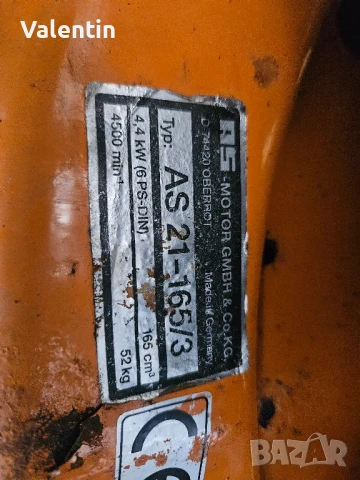 Valentin
AS-MOTOR GMBH & Co. KG.
D-74420 OBERROT Made in Germany
Typ: AS 21-165/3
4,4 kW (6 PS-DIN) 165 cm³
4500 min⁻¹ 52 kg
CE
BAZAR